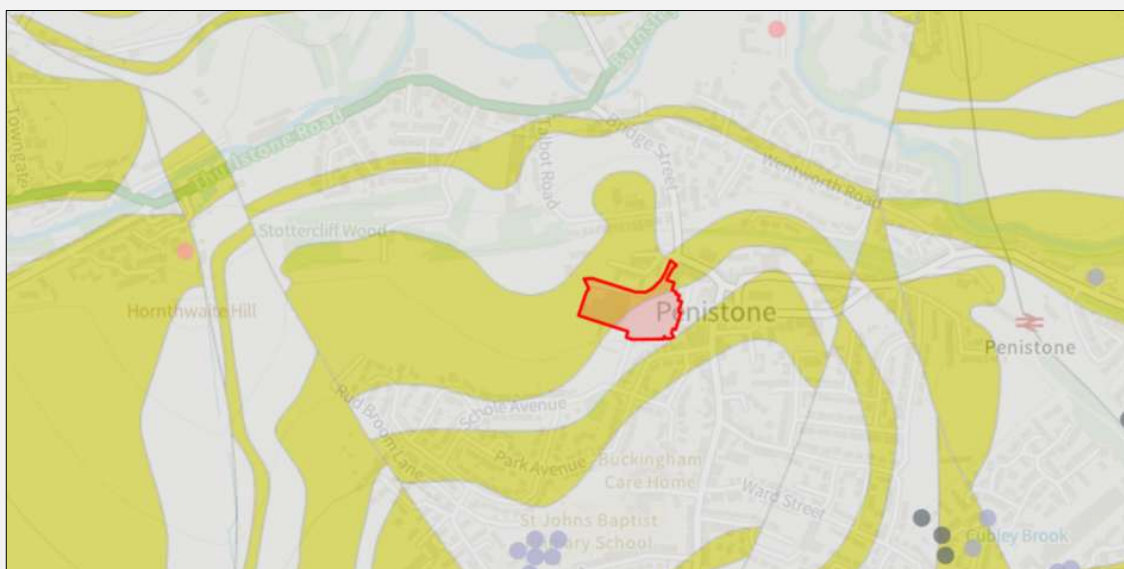 Towngate
Thurlstone Road
Barnsley
Talbot Road
Bridge Street
Wentworth Road
Stottercliff Wood
Hornthwaite Hill
Penistone
Penistone
Schole Avenue
Rud Broom Lane
Park Avenue
Buckingham
Care Home
Ward Street
St Johns Baptist
School
Cubley Brook